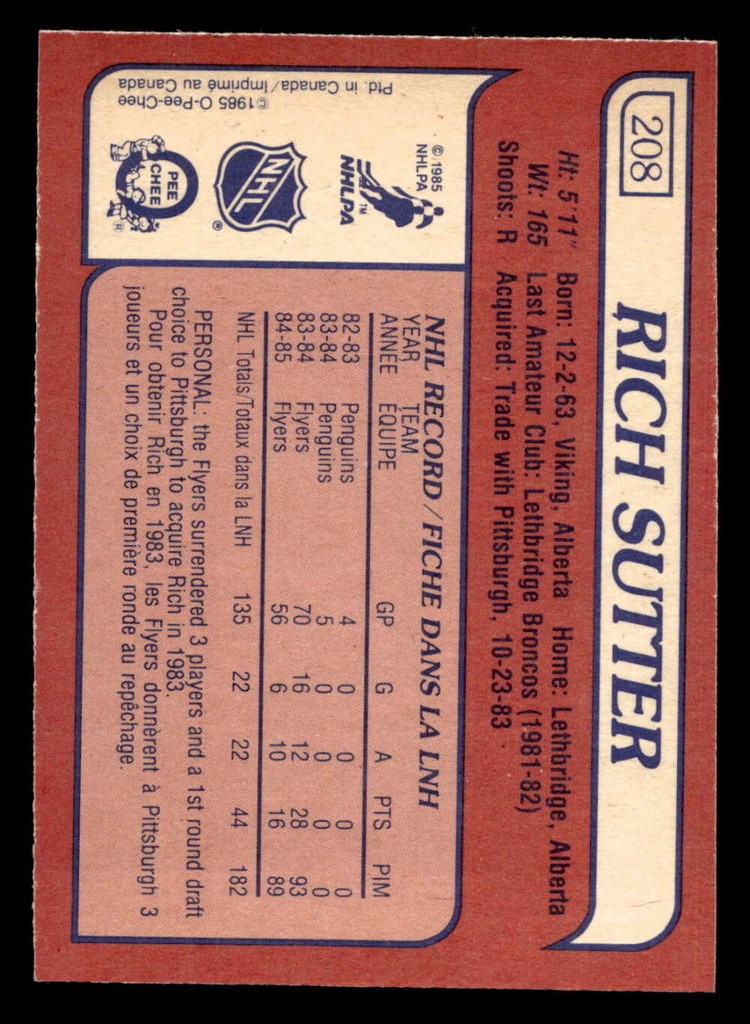 208
RICH SUTTER
Ht: 5'11" Born: 12-2-63, Viking, Alberta Home: Lethbridge, Alberta
Wt: 165 Last Amateur Club: Lethbridge Broncos (1981-82)
Shoots: R Acquired: Trade with Pittsburgh, 10-23-83
© 1985
NHLPA
NHLPA
TM
NHL
®
PEE
CHEE
®
©1985 O-Pee-Chee
Ptd. in Canada/Imprimé au Canada
NHL RECORD/FICHE DANS LA LNH
YEAR TEAM
ANNÉE ÉQUIPE GP G A PTS PIM
82-83 Penguins 4 0 0 0 0
83-84 Penguins 5 0 0 0 0
83-84 Flyers 70 16 12 28 93
84-85 Flyers 56 6 10 16 89
NHL Totals/Totaux dans la LNH 135 22 22 44 182
PERSONAL: the Flyers surrendered 3 players and a 1st round draft
choice to Pittsburgh to acquire Rich in 1983.
Pour obtenir Rich en 1983, les Flyers donnèrent à Pittsburgh 3
joueurs et un choix de première ronde au repêchage.